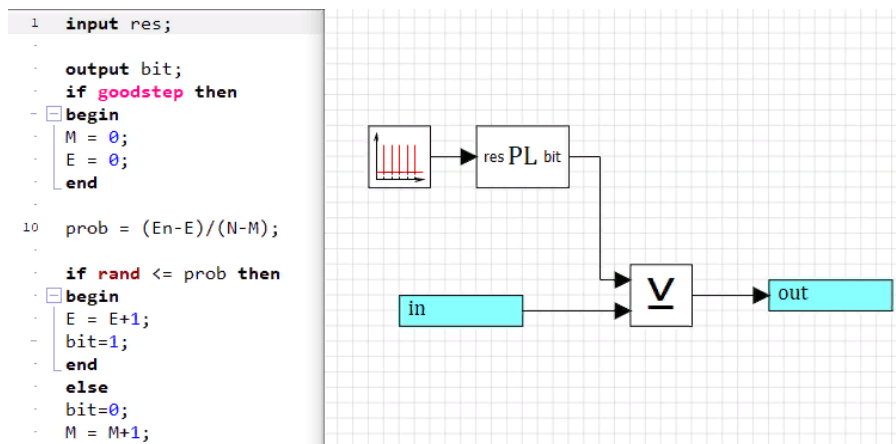 1 input res;
output bit;
if goodstep then
begin
M = 0;
E = 0;
end
10 prob = (En-E)/(N-M);
if rand <= prob then
begin
E = E+1;
bit=1;
end
else
bit=0;
M = M+1;
res PL bit
V
in
out